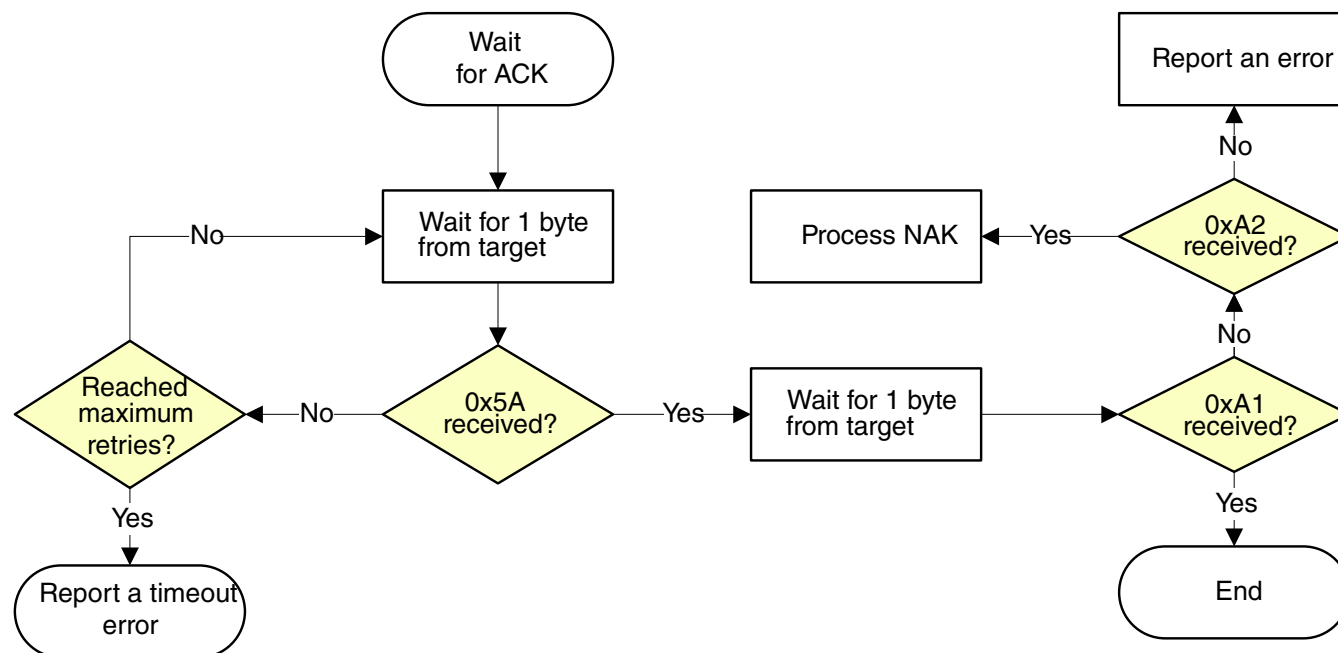 Wait
for ACK
Report an error
No
No
Wait for 1 byte
from target
Process NAK
Yes
0xA2
received?
No
Reached
maximum
retries?
No
0x5A
received?
Yes
Wait for 1 byte
from target
0xA1
received?
Yes
Yes
Report a timeout
error
End